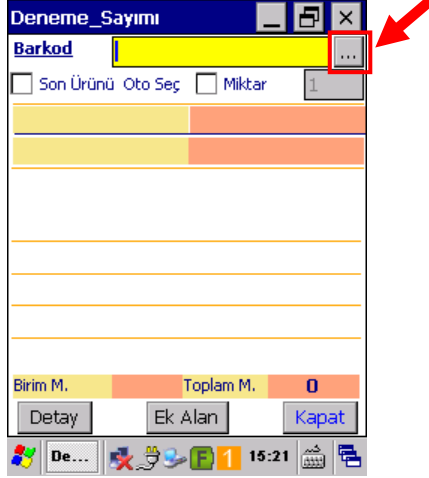 Deneme_Sayımı
Barkod ...
Son Ürünü Oto Seç Miktar 1
Birim M. Toplam M. 0
Detay Ek Alan Kapat
De... F 1 15:21